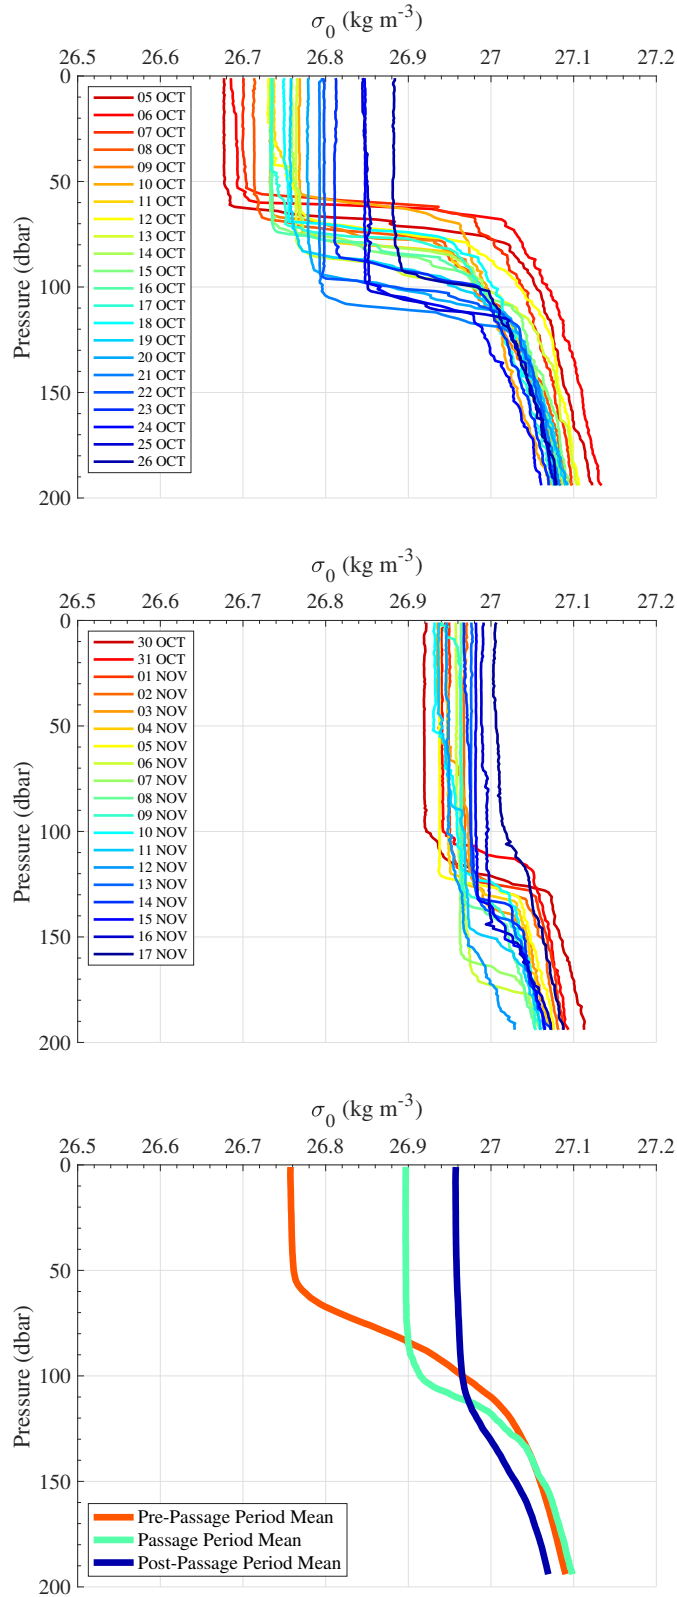 σ0 (kg m-3)
26.5 26.6 26.7 26.8 26.9 27 27.1 27.2
0
50
100
150
200
Pressure (dbar)
05 OCT
06 OCT
07 OCT
08 OCT
09 OCT
10 OCT
11 OCT
12 OCT
13 OCT
14 OCT
15 OCT
16 OCT
17 OCT
18 OCT
19 OCT
20 OCT
21 OCT
22 OCT
23 OCT
24 OCT
25 OCT
26 OCT
σ0 (kg m-3)
26.5 26.6 26.7 26.8 26.9 27 27.1 27.2
0
50
100
150
200
Pressure (dbar)
30 OCT
31 OCT
01 NOV
02 NOV
03 NOV
04 NOV
05 NOV
06 NOV
07 NOV
08 NOV
09 NOV
10 NOV
11 NOV
12 NOV
13 NOV
14 NOV
15 NOV
16 NOV
17 NOV
σ0 (kg m-3)
26.5 26.6 26.7 26.8 26.9 27 27.1 27.2
0
50
100
150
200
Pressure (dbar)
Pre-Passage Period Mean
Passage Period Mean
Post-Passage Period Mean